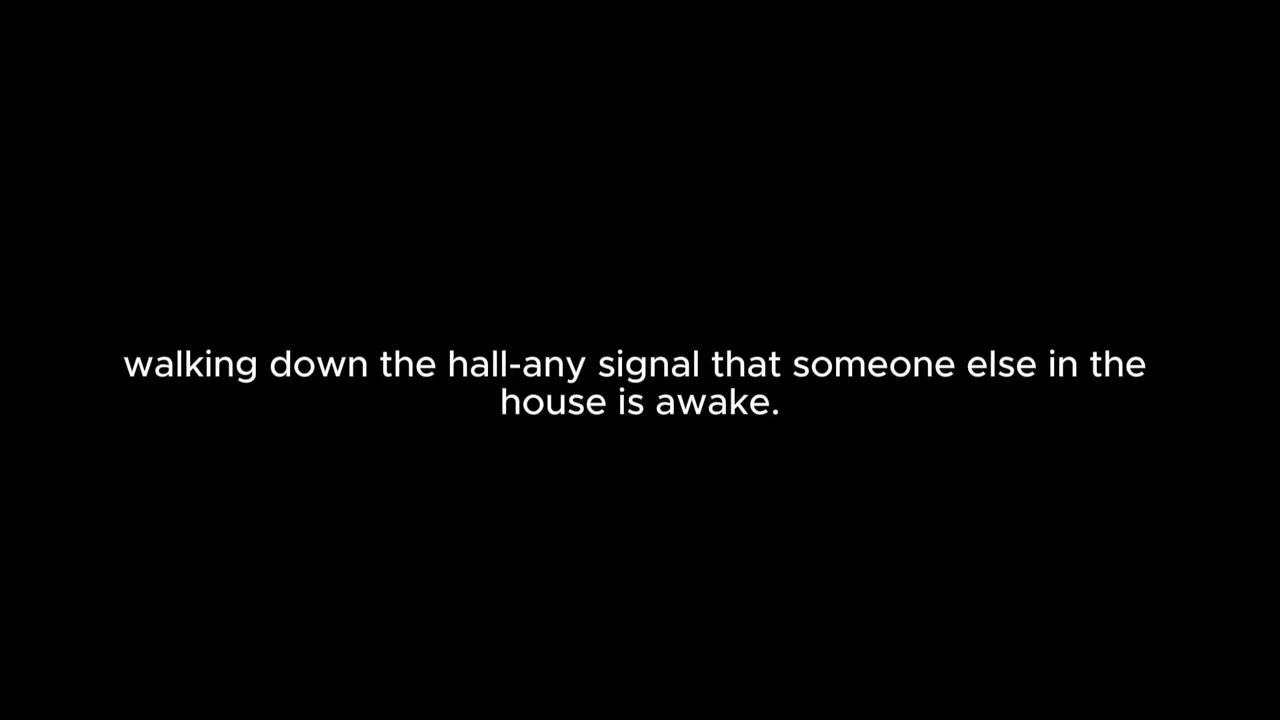 walking down the hall-any signal that someone else in the
house is awake.